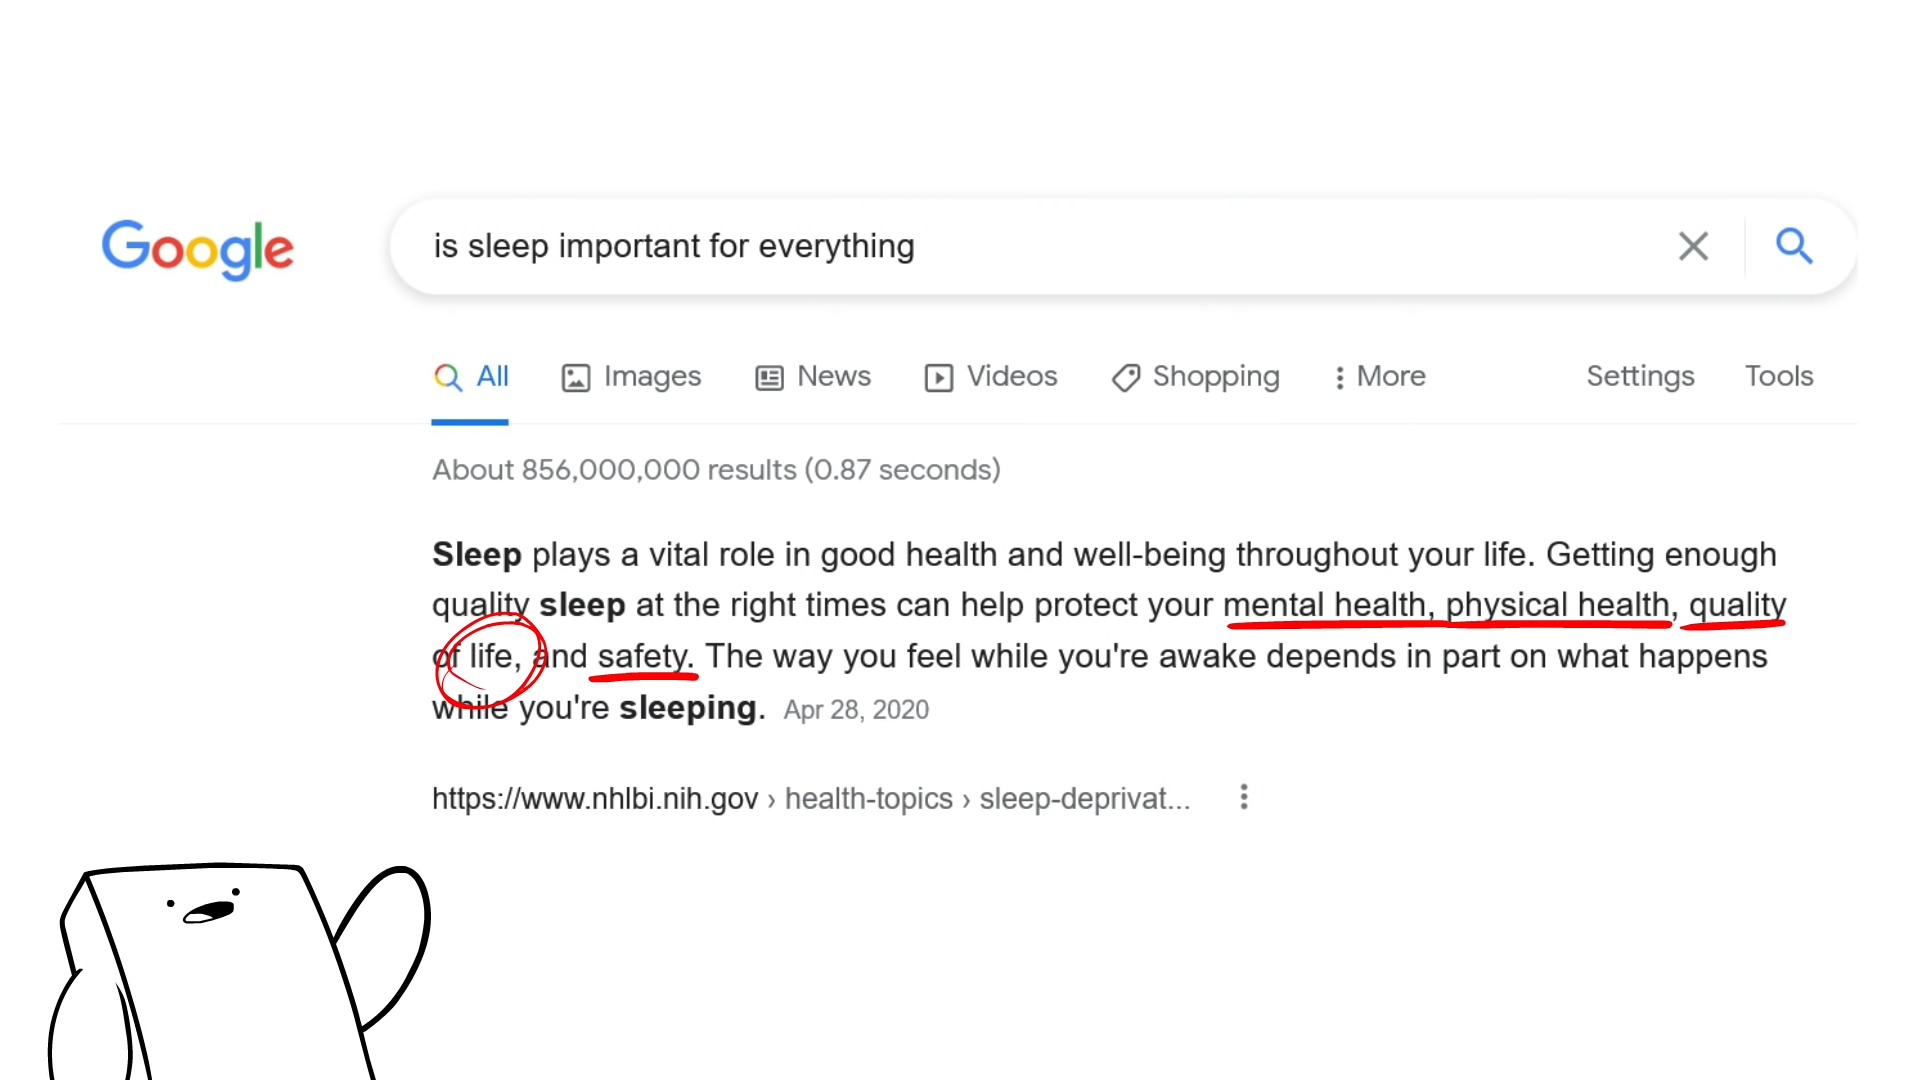 Google
is sleep important for everything
All Images News Videos Shopping More Settings Tools
About 856,000,000 results (0.87 seconds)
Sleep plays a vital role in good health and well-being throughout your life. Getting enough
quality sleep at the right times can help protect your mental health, physical health, quality
of life, and safety. The way you feel while you're awake depends in part on what happens
while you're sleeping. Apr 28, 2020
https://www.nhlbi.nih.gov › health-topics › sleep-deprivat...